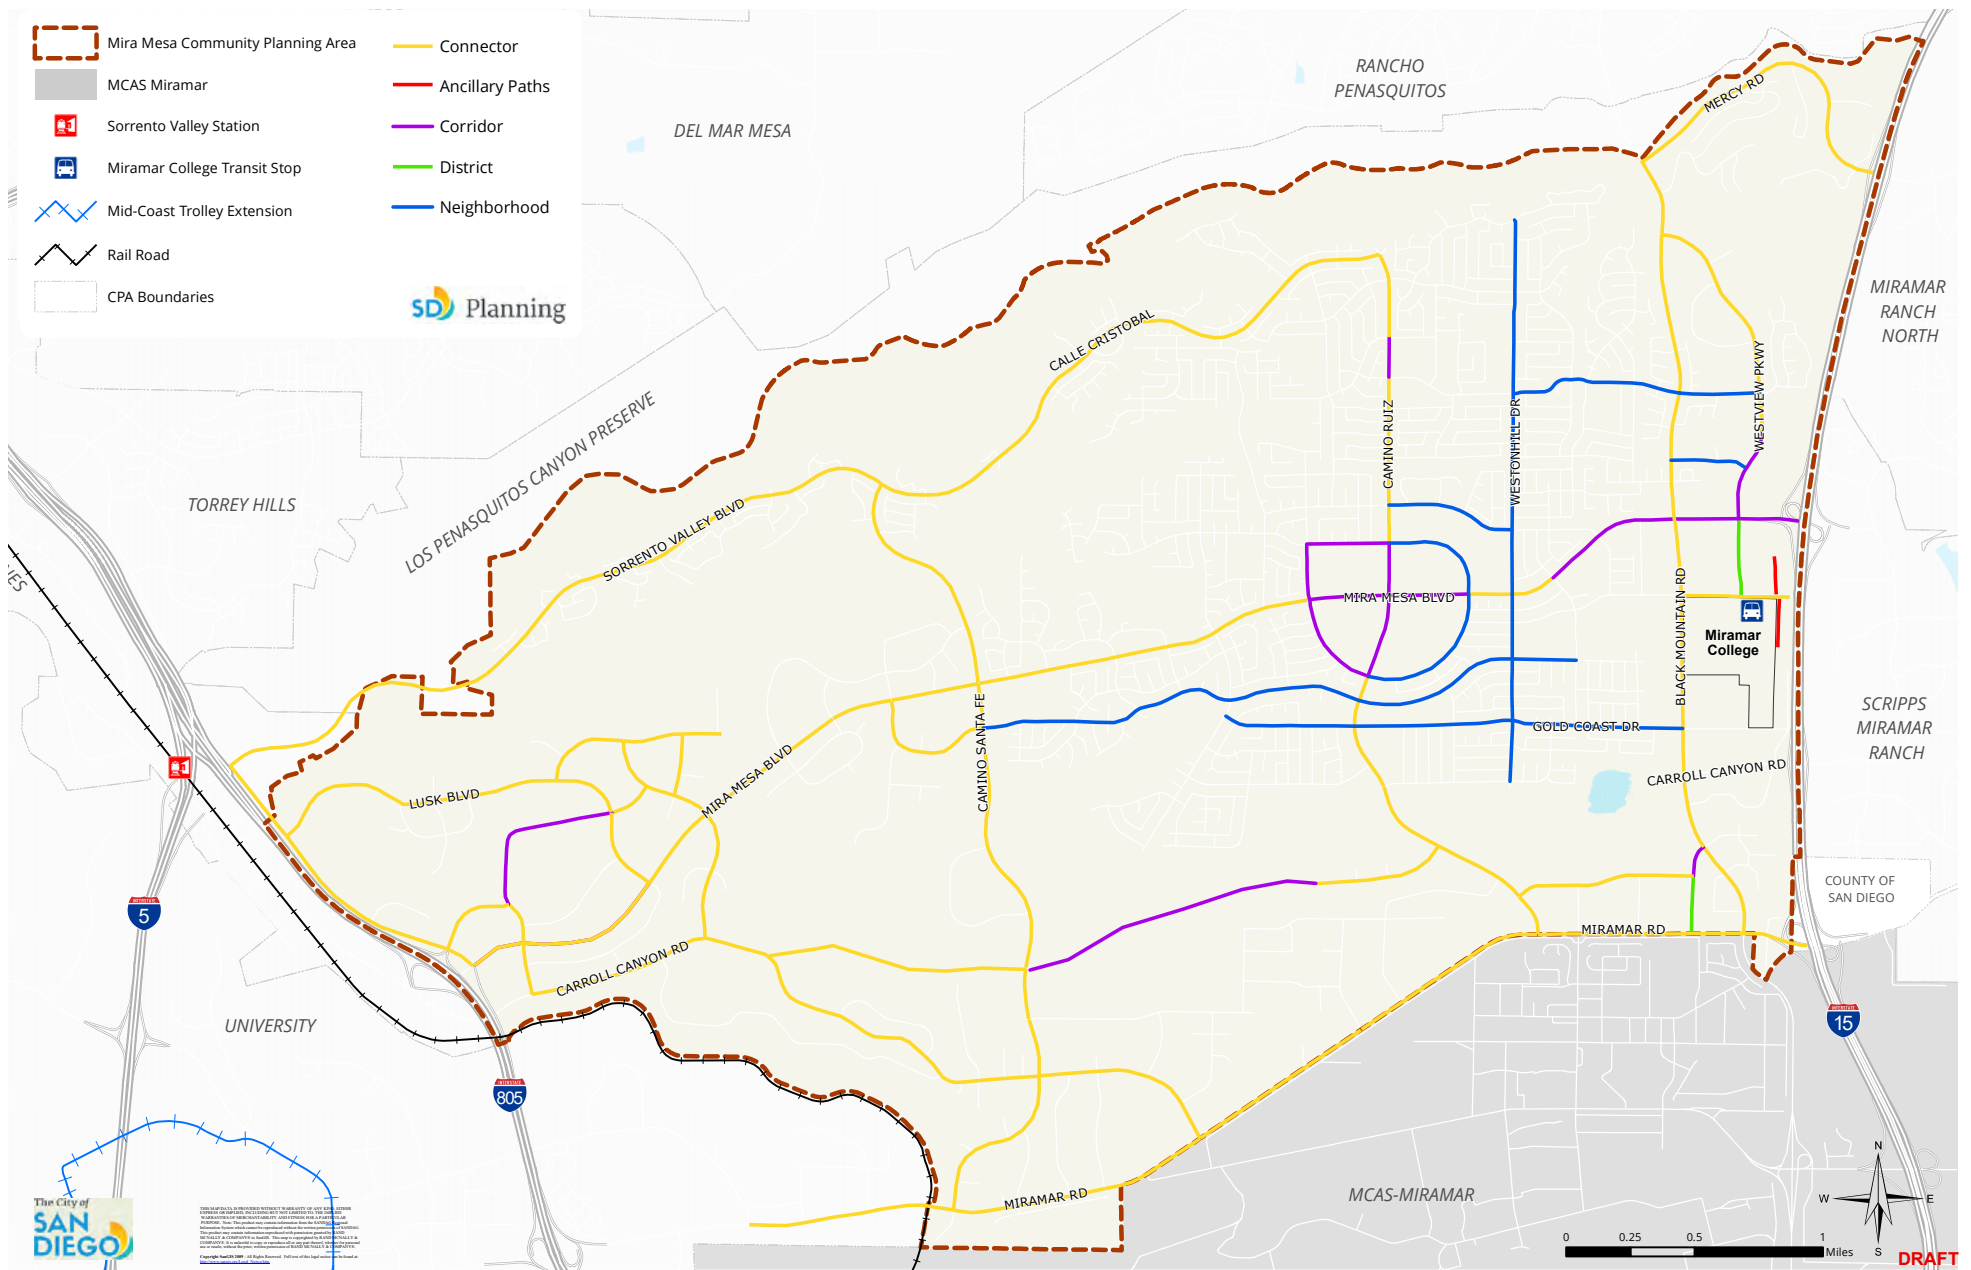 Mira Mesa Community Planning Area
MCAS Miramar
Sorrento Valley Station
Miramar College Transit Stop
Mid-Coast Trolley Extension
Rail Road
CPA Boundaries
Connector
Ancillary Paths
Corridor
District
Neighborhood
SD Planning
RANCHO
PENASQUITOS
DEL MAR MESA
MERCY RD
MIRAMAR
RANCH
NORTH
CALLE CRISTOBAL
WESTVIEW PKWY
LOS PENASQUITOS CANYON PRESERVE
CAMINO RUIZ
WESTONHILL DR
TORREY HILLS
SORRENTO VALLEY BLVD
MIRA MESA BLVD
BLACK MOUNTAIN RD
Miramar
College
SCRIPPS
MIRAMAR
RANCH
GOLD COAST DR
CAMINO SANTA FE
MIRA MESA BLVD
CARROLL CANYON RD
LUSK BLVD
COUNTY OF
SAN DIEGO
INTERSTATE
5
MIRAMAR RD
CARROLL CANYON RD
UNIVERSITY
INTERSTATE
15
INTERSTATE
805
MIRAMAR RD
MCAS-MIRAMAR
N
W E
S
0 0.25 0.5 1
Miles
DRAFT
The City of
SAN
DIEGO